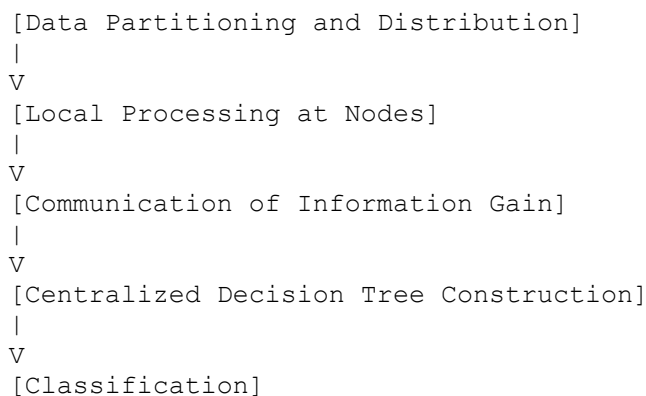 [Data Partitioning and Distribution]
|
V
[Local Processing at Nodes]
|
V
[Communication of Information Gain]
|
V
[Centralized Decision Tree Construction]
|
V
[Classification]